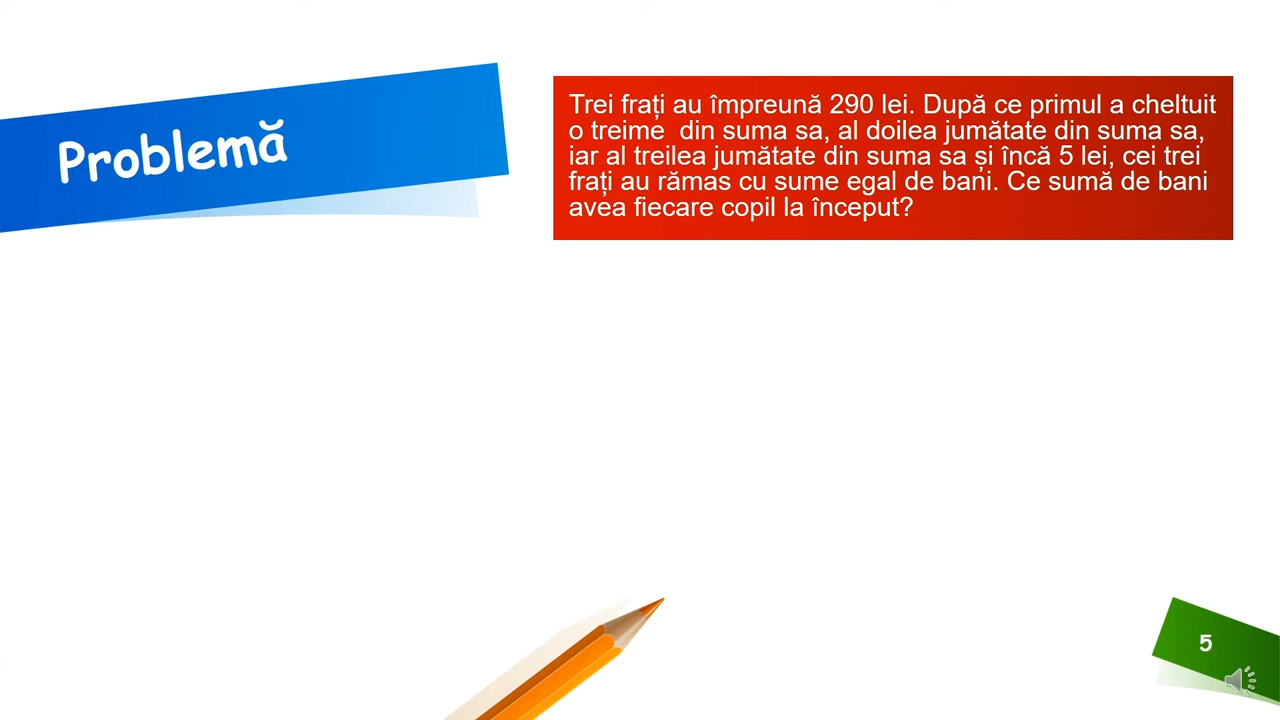 Problemă
Trei frați au împreună 290 lei. După ce primul a cheltuit
o treime  din suma sa, al doilea jumătate din suma sa,
iar al treilea jumătate din suma sa și încă 5 lei, cei trei
frați au rămas cu sume egal de bani. Ce sumă de bani
avea fiecare copil la început?
5